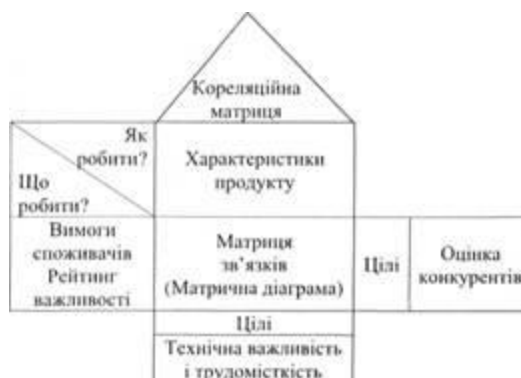 Кореляційна
матриця
Як
робити?
Що
робити?
Характеристики
продукту
Вимоги
споживачів
Рейтинг
важливості
Матриця
зв’язків
(Матрична діаграма)
Цілі
Оцінка
конкурентів
Цілі
Технічна важливість
і трудомісткість